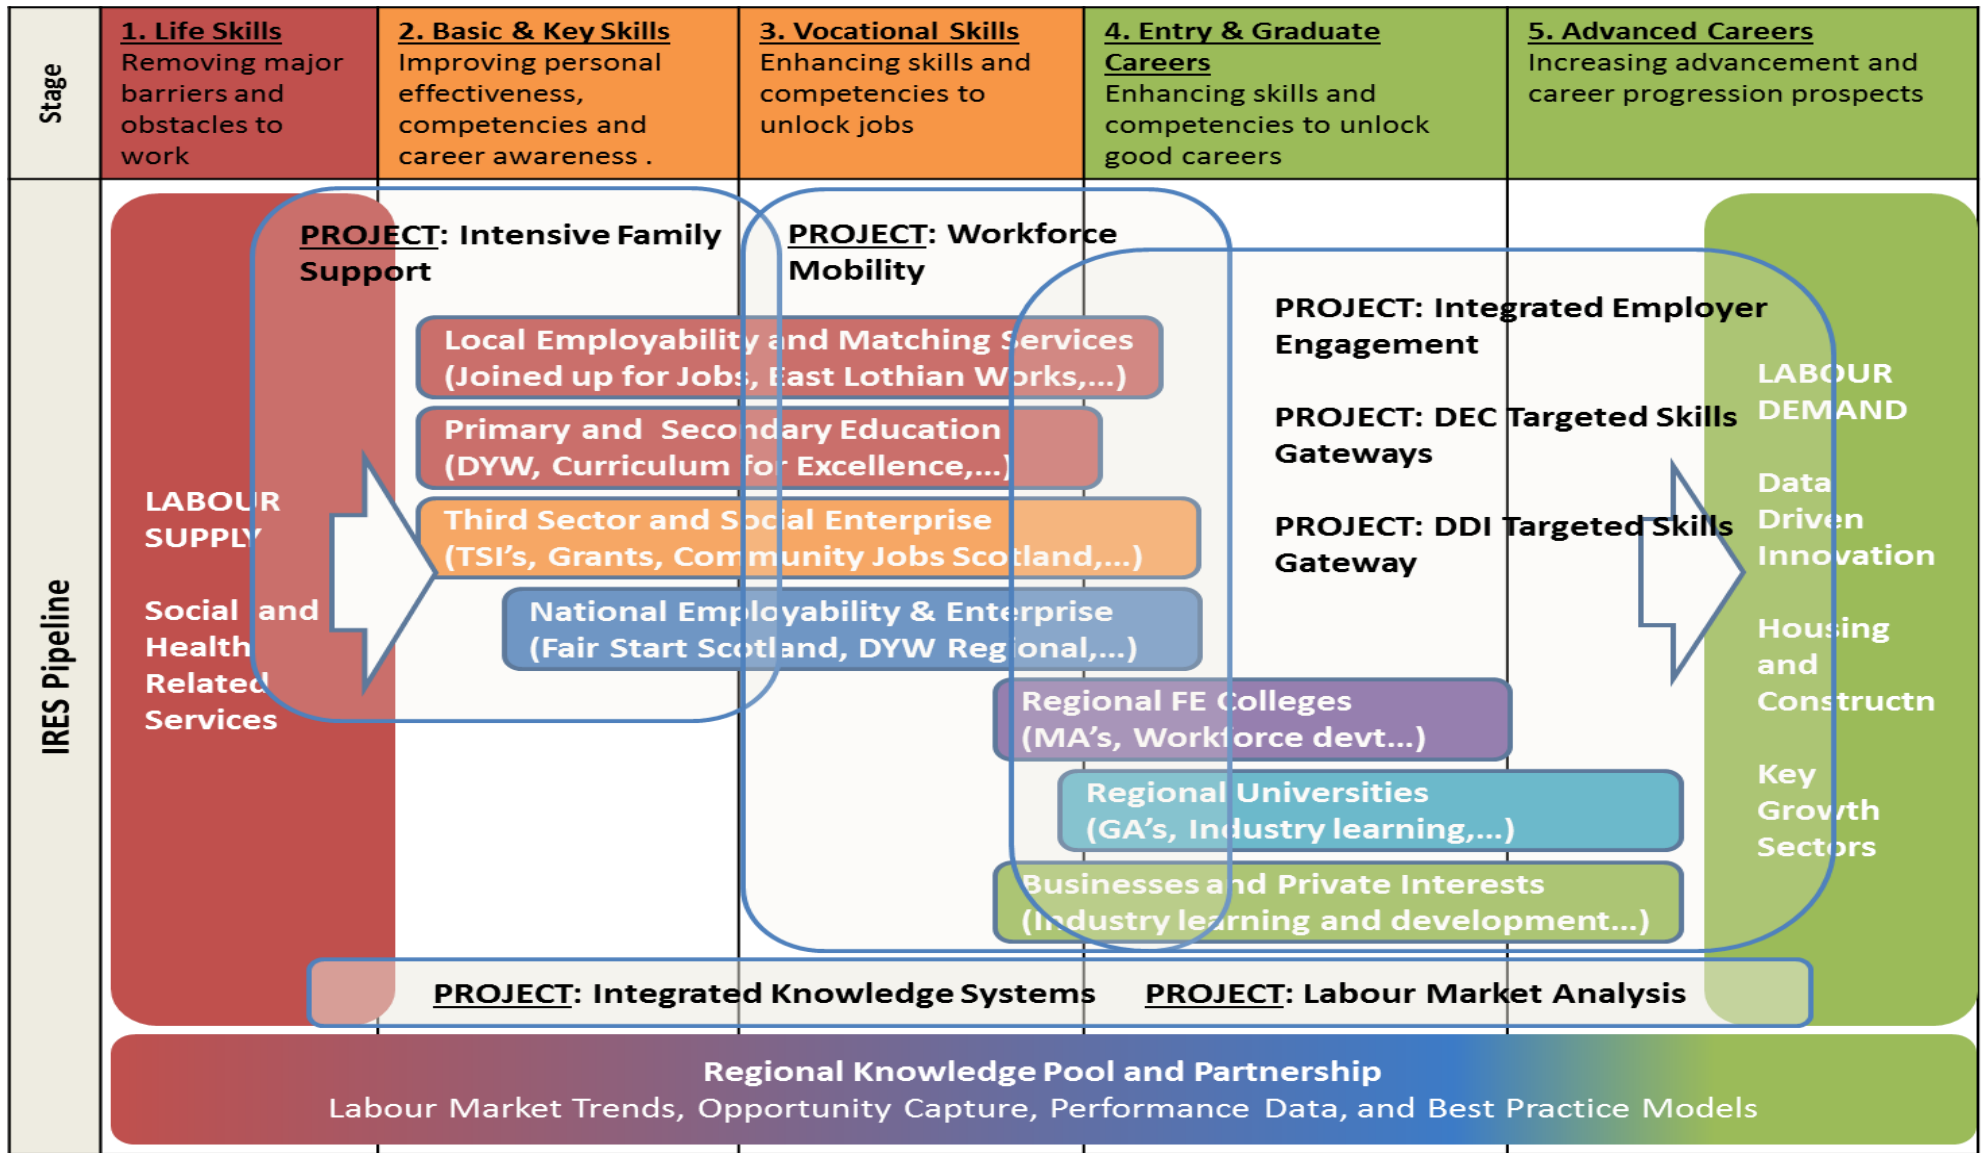 Stage
1. Life Skills
Removing major
barriers and
obstacles to
work
2. Basic & Key Skills
Improving personal
effectiveness,
competencies and
career awareness .
3. Vocational Skills
Enhancing skills and
competencies to
unlock jobs
4. Entry & Graduate
Careers
Enhancing skills and
competencies to unlock
good careers
5. Advanced Careers
Increasing advancement and
career progression prospects
IRES Pipeline
LABOUR
SUPPLY
Social and
Health
Related
Services
PROJECT: Intensive Family
Support
PROJECT: Workforce
Mobility
Local Employability and Matching Services
(Joined up for Jobs, East Lothian Works,...)
Primary and Secondary Education
(DYW, Curriculum for Excellence,...)
Third Sector and Social Enterprise
(TSI's, Grants, Community Jobs Scotland,...)
National Employability & Enterprise
(Fair Start Scotland, DYW Regional,...)
Regional FE Colleges
(MA's, Workforce devt...)
Regional Universities
(GA's, Industry learning,...)
Businesses and Private Interests
(Industry learning and development...)
PROJECT: Integrated Employer
Engagement
PROJECT: DEC Targeted Skills
Gateways
PROJECT: DDI Targeted Skills
Gateway
LABOUR
DEMAND
Data
Driven
Innovation
Housing
and
Constructn
Key
Growth
Sectors
PROJECT: Integrated Knowledge Systems
PROJECT: Labour Market Analysis
Regional Knowledge Pool and Partnership
Labour Market Trends, Opportunity Capture, Performance Data, and Best Practice Models